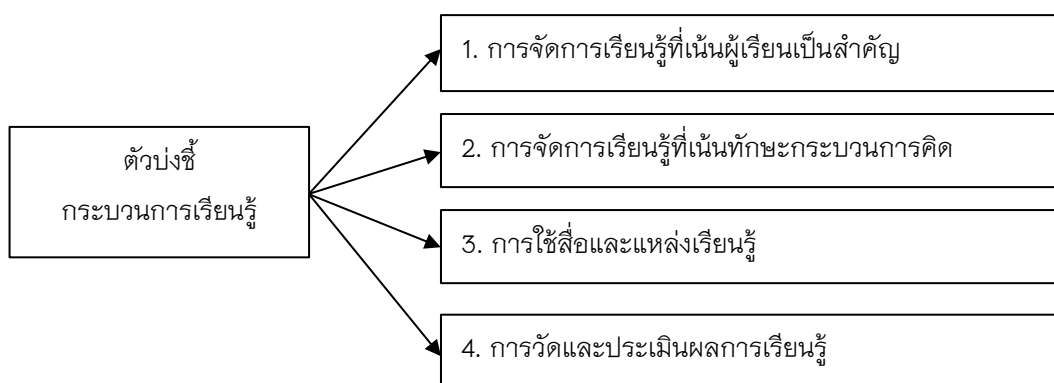 1. การจัดการเรียนรู้ที่เน้นผู้เรียนเป็นสำคัญ
ตัวบ่งชี้
กระบวนการเรียนรู้
2. การจัดการเรียนรู้ที่เน้นทักษะกระบวนการคิด
3. การใช้สื่อและแหล่งเรียนรู้
4. การวัดและประเมินผลการเรียนรู้